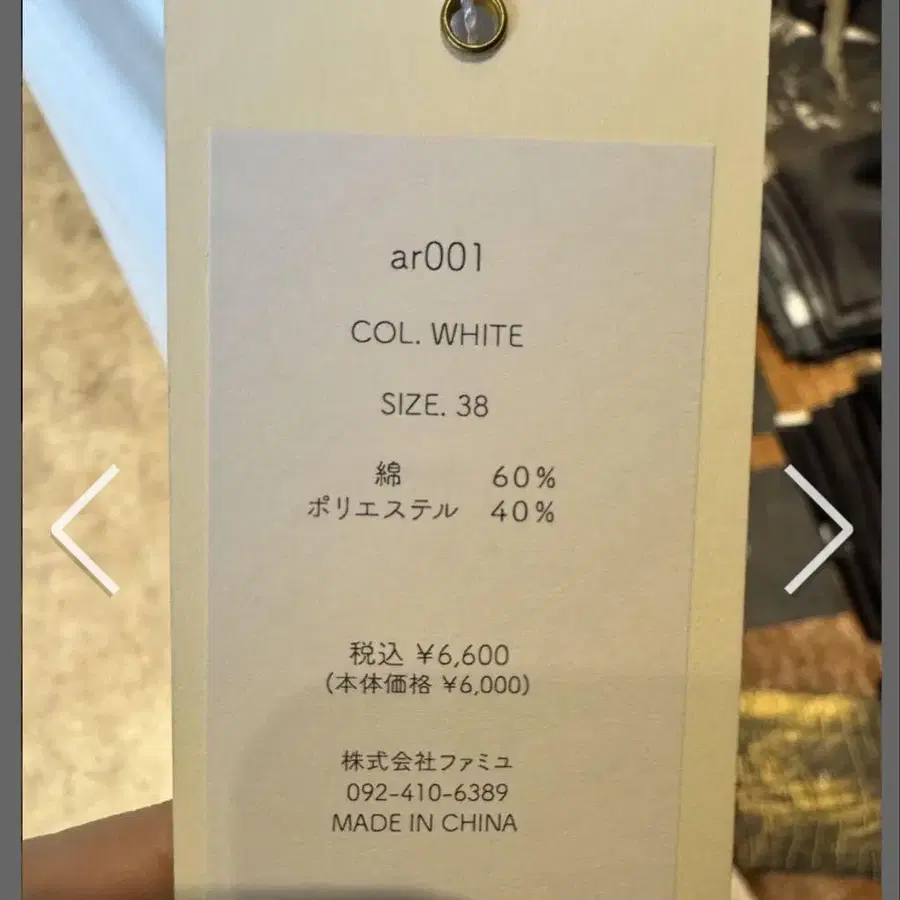 ar001
COL. WHITE
SIZE. 38
綿 60%
ポリエステル 40%
税込 ¥6,600
(本体価格 ¥6,000)
株式会社ファミユ
092-410-6389
MADE IN CHINA